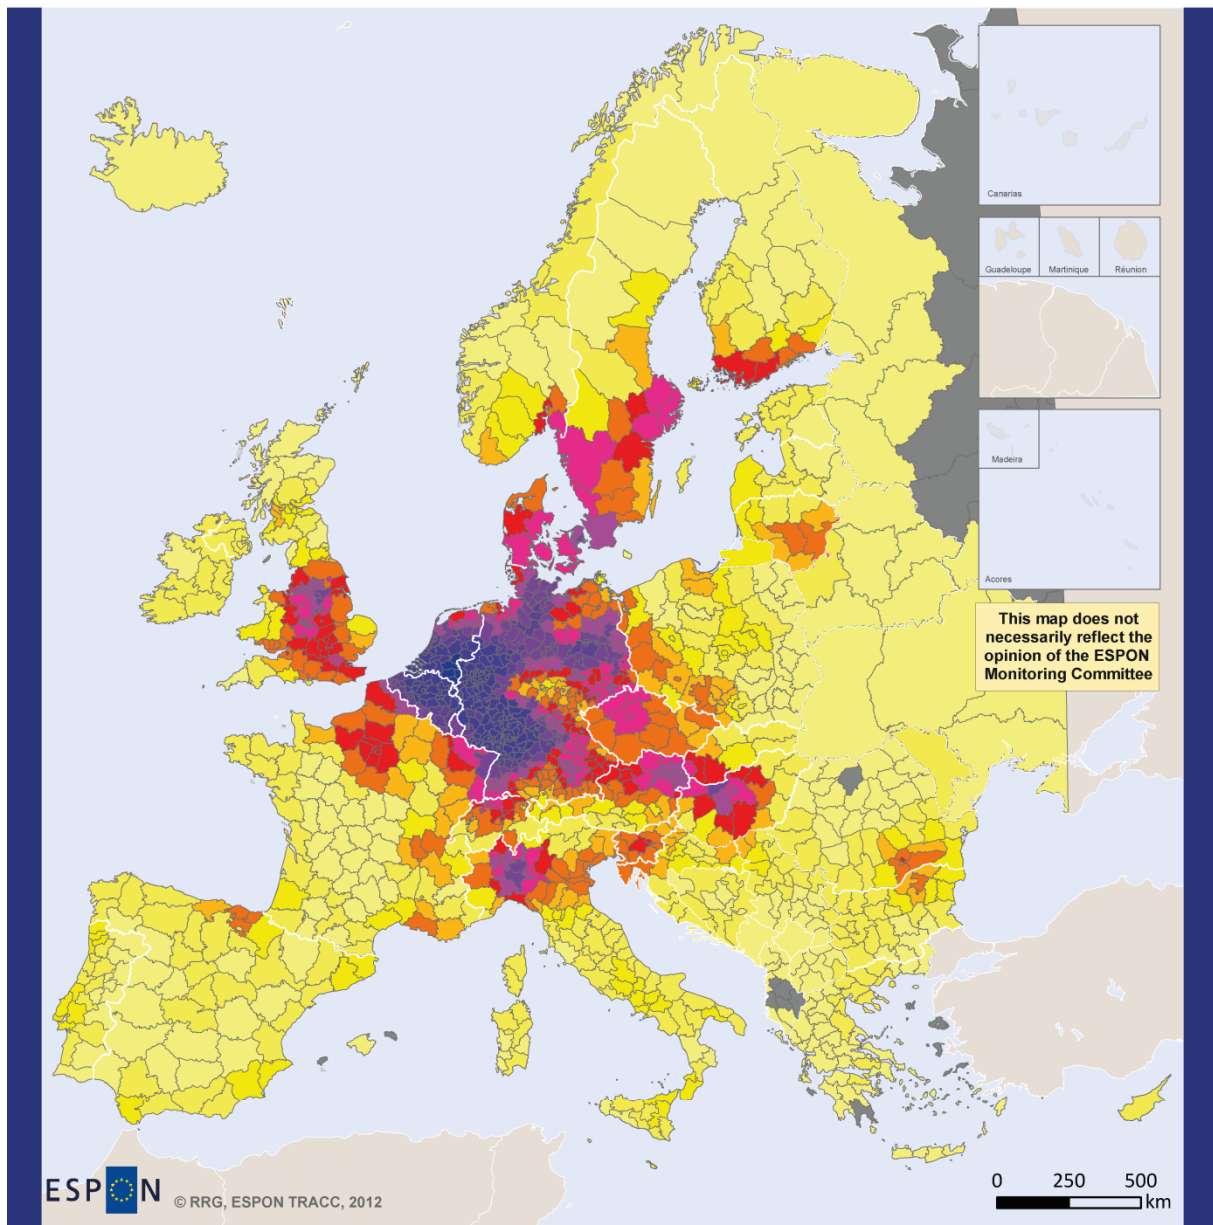 Canarias
Guadeloupe
Martinique
Réunion
Madeira
Acores
This map does not
necessarily reflect the
opinion of the ESPON
Monitoring Committee
ESPON
© RRG, ESPON TRACC, 2012
0 250 500
km